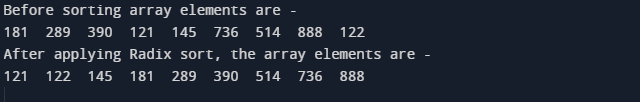 Before sorting array elements are -
181  289  390  121  145  736  514  888  122
After applying Radix sort, the array elements are -
121  122  145  181  289  390  514  736  888